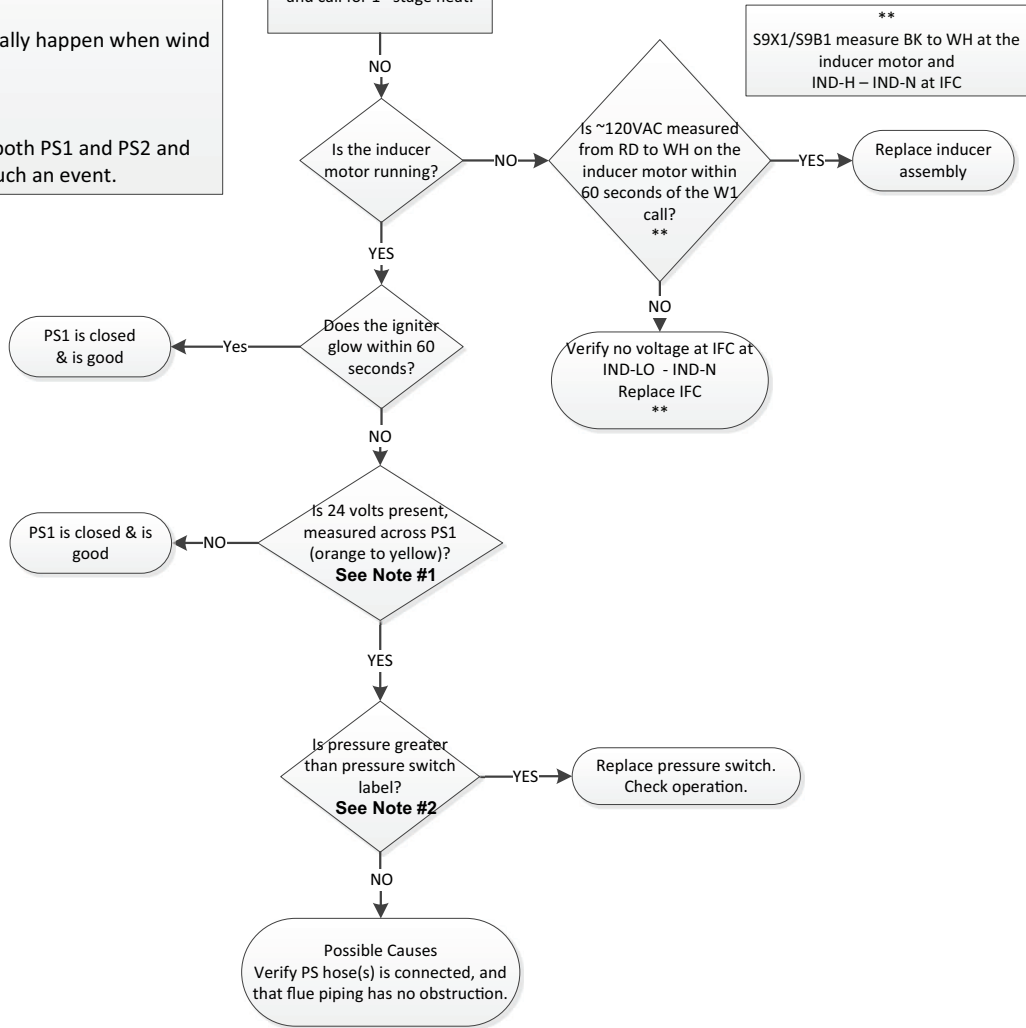 ally happen when wind
both PS1 and PS2 and
uch an event.
and call for 1st stage heat.
**
S9X1/S9B1 measure BK to WH at the
inducer motor and
IND-H – IND-N at IFC
NO
Is the inducer
motor running?
NO
Is ~120VAC measured
from RD to WH on the
inducer motor within
60 seconds of the W1
call?
**
YES
Replace inducer
assembly
YES
NO
Verify no voltage at IFC at
IND-LO - IND-N
Replace IFC
**
Does the igniter
glow within 60
seconds?
Yes
PS1 is closed
& is good
NO
Is 24 volts present,
measured across PS1
(orange to yellow)?
See Note #1
NO
PS1 is closed & is
good
YES
Is pressure greater
than pressure switch
label?
See Note #2
YES
Replace pressure switch.
Check operation.
NO
Possible Causes
Verify PS hose(s) is connected, and
that flue piping has no obstruction.